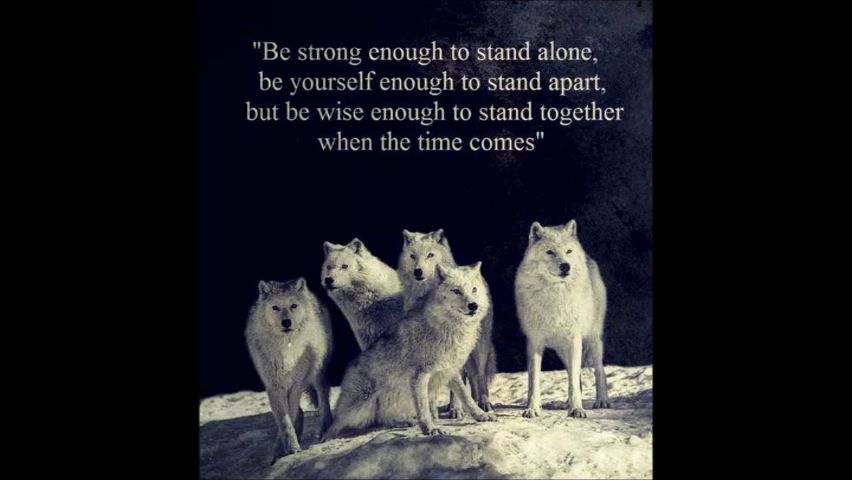 "Be strong enough to stand alone,
be yourself enough to stand apart,
but be wise enough to stand together
when the time comes"